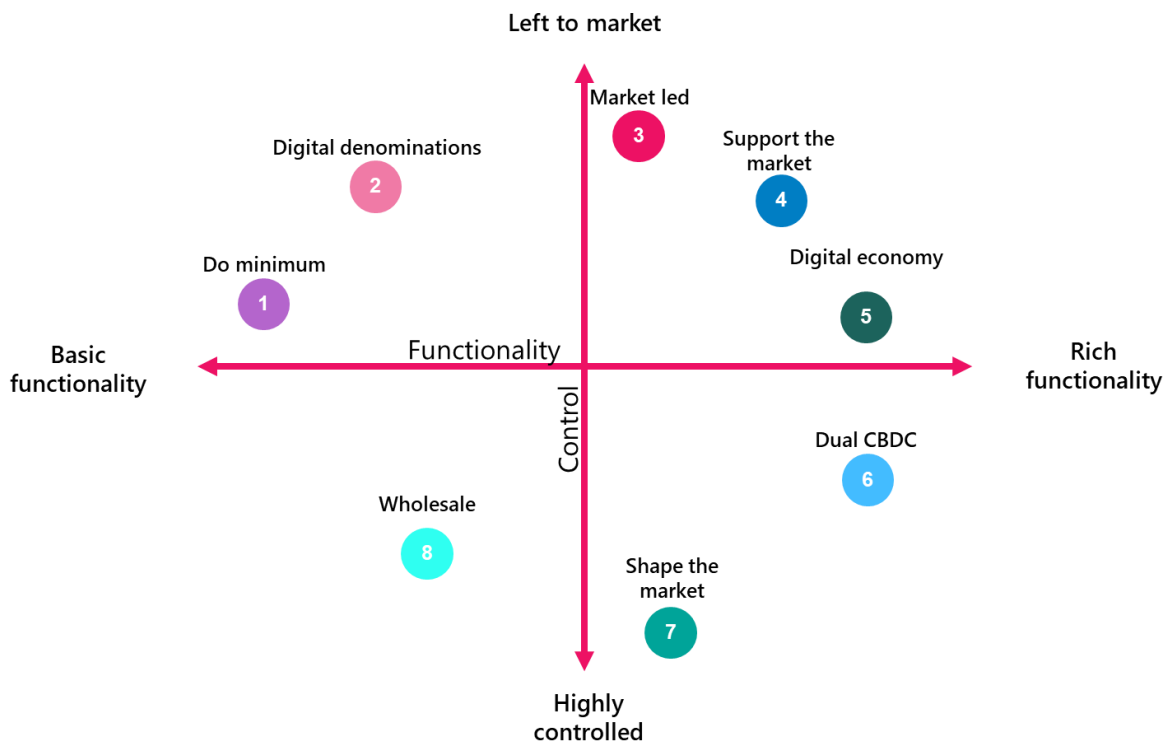 Left to market
Market led
3
Digital denominations
2
Support the
market
4
Do minimum
1
Digital economy
5
Basic
functionality
Functionality
Rich
functionality
Control
Dual CBDC
6
Wholesale
8
Shape the
market
7
Highly
controlled